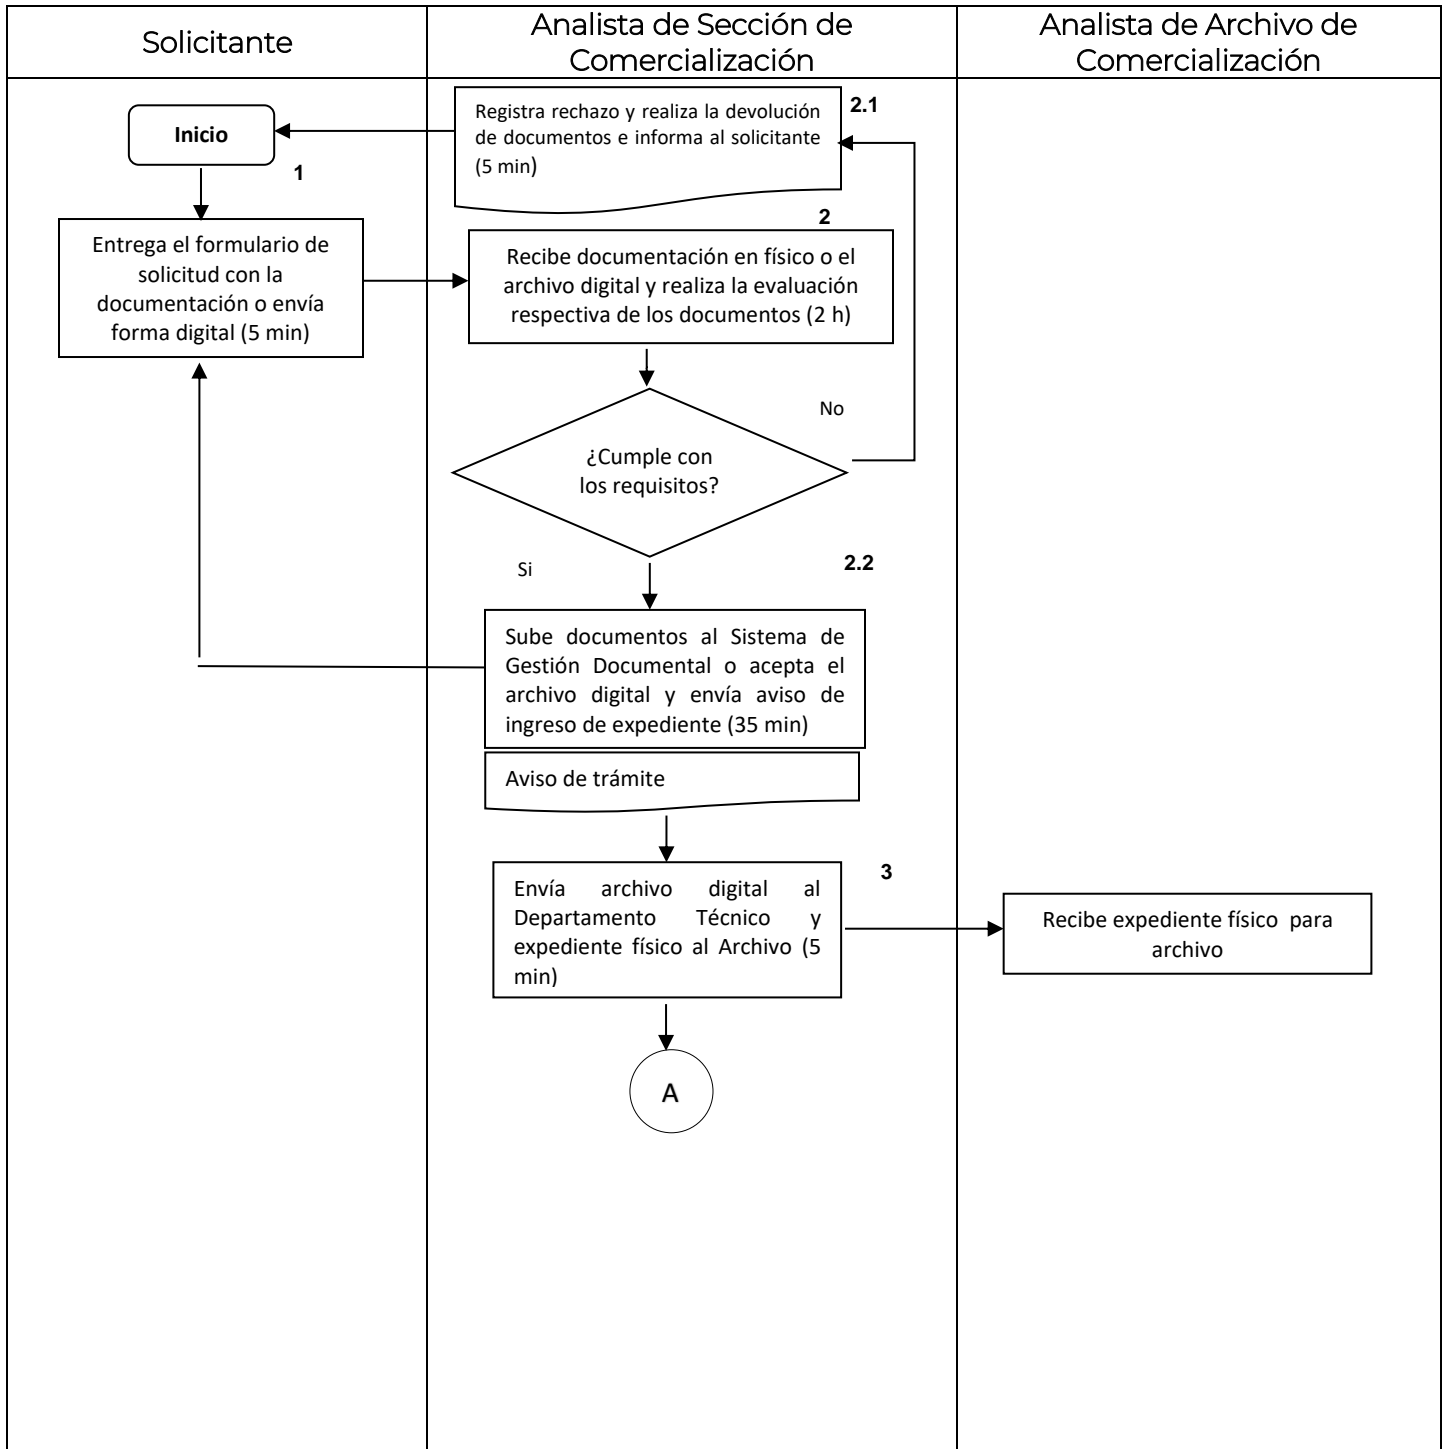 Solicitante
Analista de Sección de
Comercialización
Analista de Archivo de
Comercialización
Inicio
1
Registra rechazo y realiza la devolución
de documentos e informa al solicitante
(5 min)
2.1
Entrega el formulario de
solicitud con la
documentación o envía
forma digital (5 min)
2
Recibe documentación en físico o el
archivo digital y realiza la evaluación
respectiva de los documentos (2 h)
No
¿Cumple con
los requisitos?
Si
2.2
Sube documentos al Sistema de
Gestión Documental o acepta el
archivo digital y envía aviso de
ingreso de expediente (35 min)
Aviso de trámite
3
Envía archivo digital al
Departamento Técnico y
expediente físico al Archivo (5
min)
Recibe expediente físico para
archivo
A